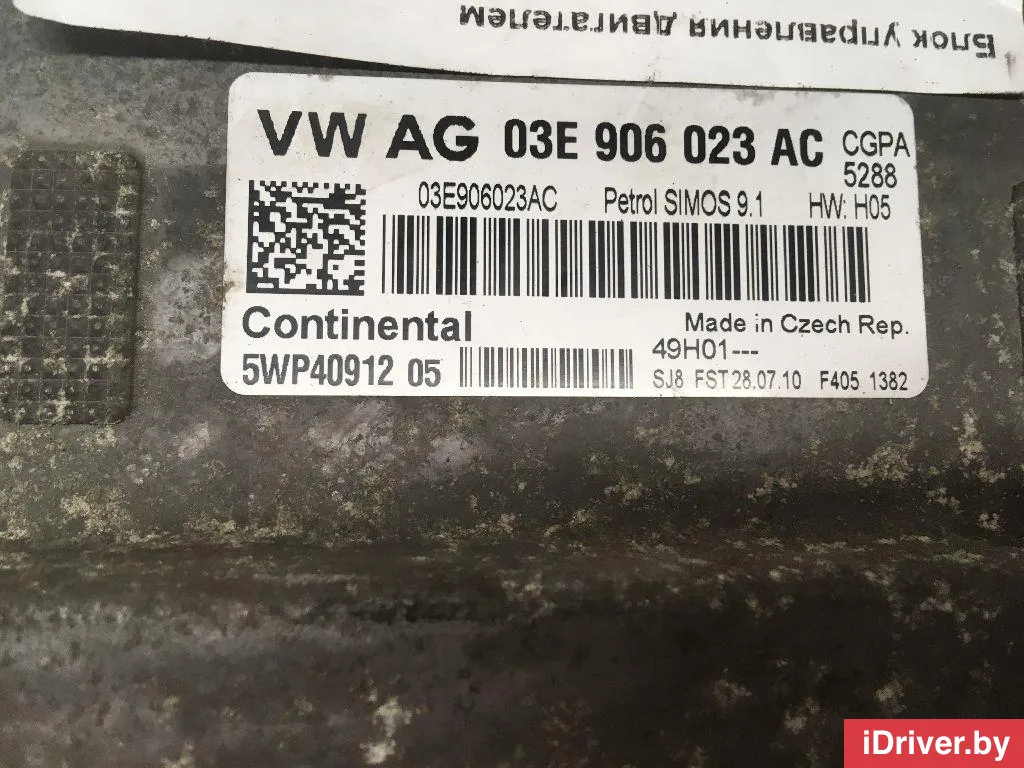 Блок управления двигателем
VW AG 03E 906 023 AC CGPA
5288
03E906023AC Petrol SIMOS 9.1 HW: H05
Continental Made in Czech Rep.
5WP40912 05 49H01---
SJ8 FST 28.07.10 F405 1382
iDriver.by